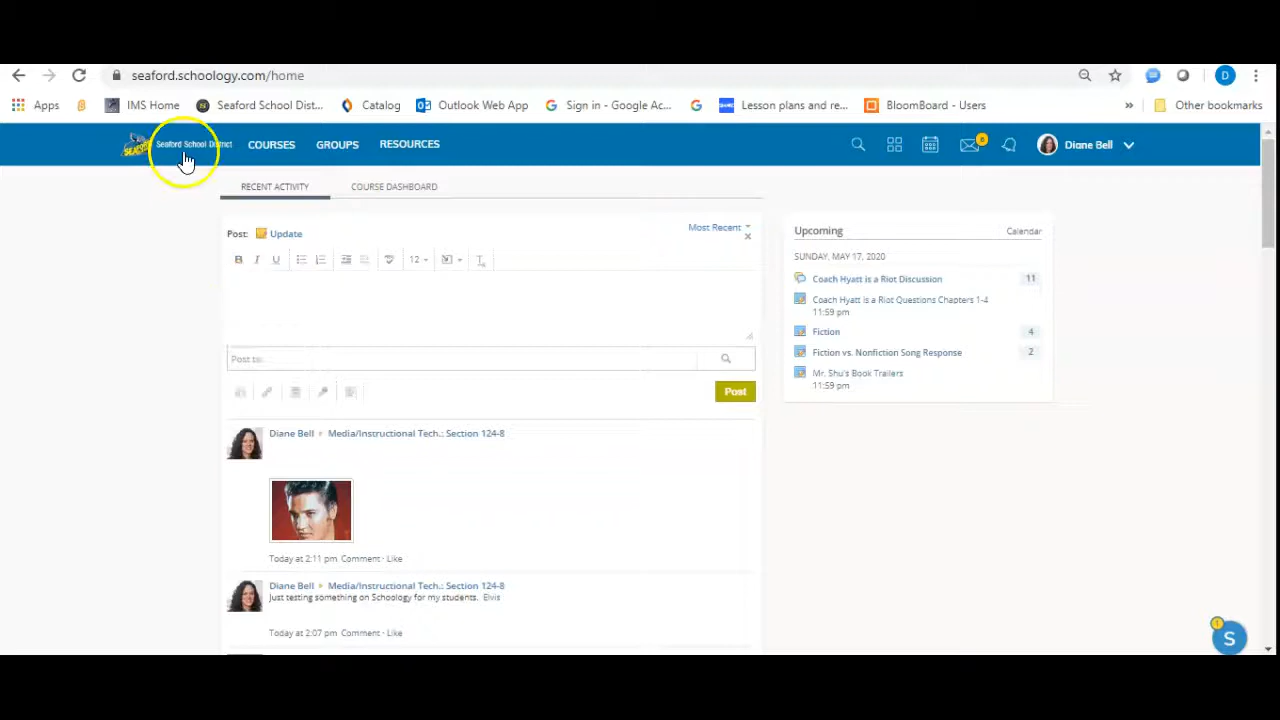 seaford.schoology.com/home
D
Apps
IMS Home
Seaford School Dist...
Catalog
Outlook Web App
Sign in - Google Ac...
Lesson plans and re...
BloomBoard - Users
»
Other bookmarks
Seaford School District
COURSES
GROUPS
RESOURCES
Diane Bell
RECENT ACTIVITY
COURSE DASHBOARD
Post: Update
Most Recent
B I U
12
Post to:
Post
Upcoming
Calendar
SUNDAY, MAY 17, 2020
Coach Hyatt is a Riot Discussion 11
Coach Hyatt is a Riot Questions Chapters 1-4
11:59 pm
Fiction 4
Fiction vs. Nonfiction Song Response 2
Mr. Shu's Book Trailers
11:59 pm
Diane Bell Media/Instructional Tech.: Section 124-8
Today at 2:11 pm Comment · Like
Diane Bell Media/Instructional Tech.: Section 124-8
Just testing something on Schoology for my students. Elvis
Today at 2:07 pm Comment · Like
1
S